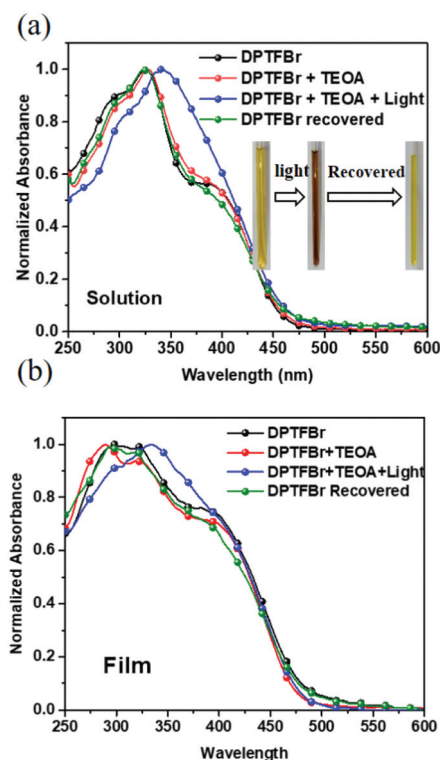 (a)
1.0
0.8
0.6
0.4
0.2
0.0
Normalized Absorbance
DPTFBr
DPTFBr + TEOA
DPTFBr + TEOA + Light
DPTFBr recovered
light
Recovered
Solution
250 300 350 400 450 500 550 600
Wavelength (nm)
(b)
1.0
0.8
0.6
0.4
0.2
0.0
Normalized Absorbance
DPTFBr
DPTFBr+TEOA
DPTFBr+TEOA+Light
DPTFBr Recovered
Film
250 300 350 400 450 500 550 600
Wavelength